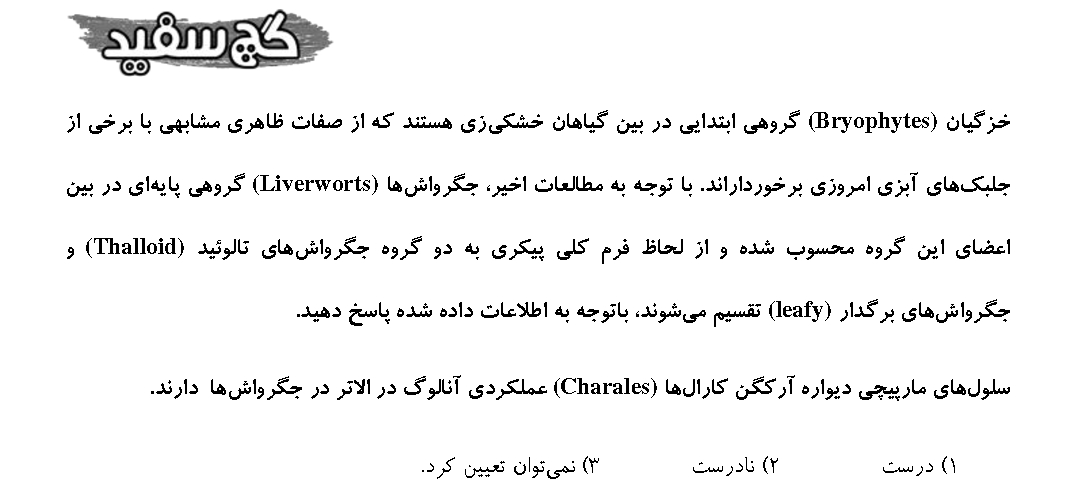 گچ سفید
خزگیان (Bryophytes) گروهی ابتدایی در بین گیاهان خشکی‌زی هستند که از صفات ظاهری مشابهی با برخی از
جلبک‌های آبزی امروزی برخورداراند. با توجه به مطالعات اخیر، جگرواش‌ها (Liverworts) گروهی پایه‌ای در بین
اعضای این گروه محسوب شده و از لحاظ فرم کلی پیکری به دو گروه جگرواش‌های تالوئید (Thalloid) و
جگرواش‌های برگدار (leafy) تقسیم می‌شوند، باتوجه به اطلاعات داده شده پاسخ دهید.
سلول‌های مارپیچی دیواره آرکگن کارال‌ها (Charales) عملکردی آنالوگ در الاتر در جگرواش‌ها دارند.
۱) درست ۲) نادرست ۳) نمی‌توان تعیین کرد.